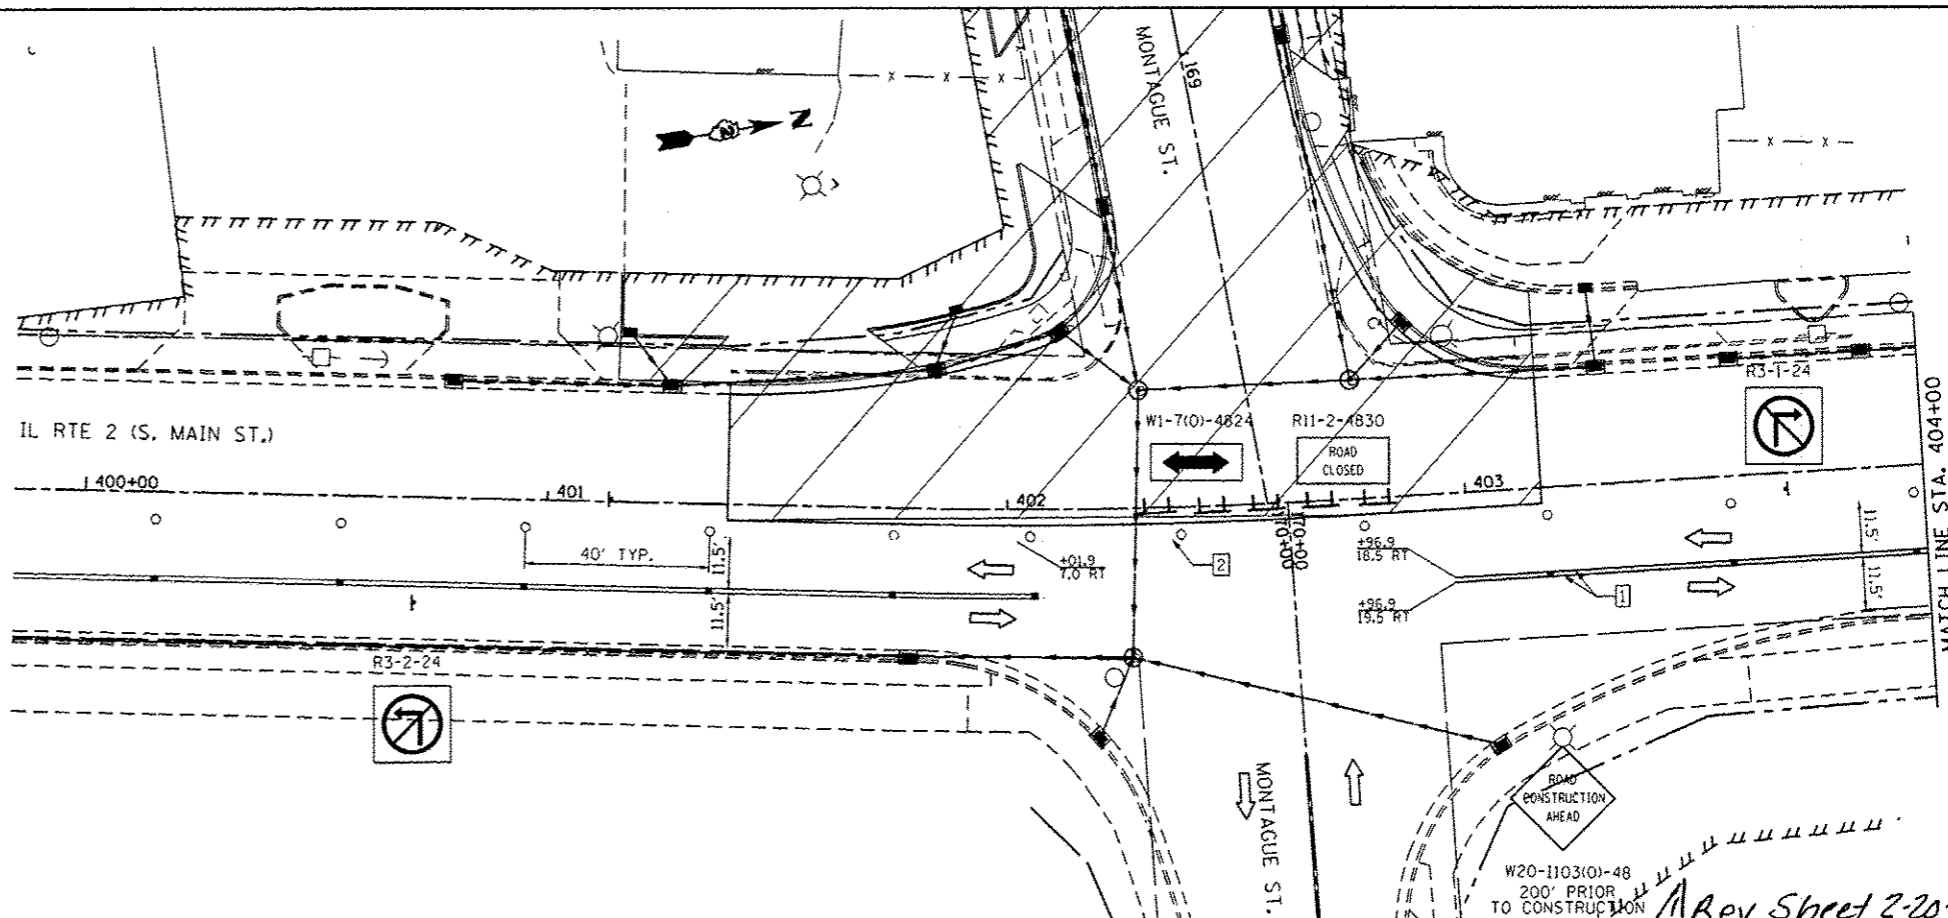 MONTAGUE ST.
169
N
X X X
X X
IL RTE 2 (S. MAIN ST.)
W1-7(O)-4824
R11-2-4830
ROAD
CLOSED
R3-1-24
400+00
401
402
403
MATCH LINE STA. 404+00
40' TYP.
11.5'
11.5'
+01.9
7.0 RT
2
170+00
170+00
+96.9
18.5 RT
+96.9
19.5 RT
1
11.5'
11.5'
R3-2-24
MONTAGUE ST.
ROAD
CONSTRUCTION
AHEAD
W20-1103(O)-48
200' PRIOR
TO CONSTRUCTION
Rev Sheet 2-20-